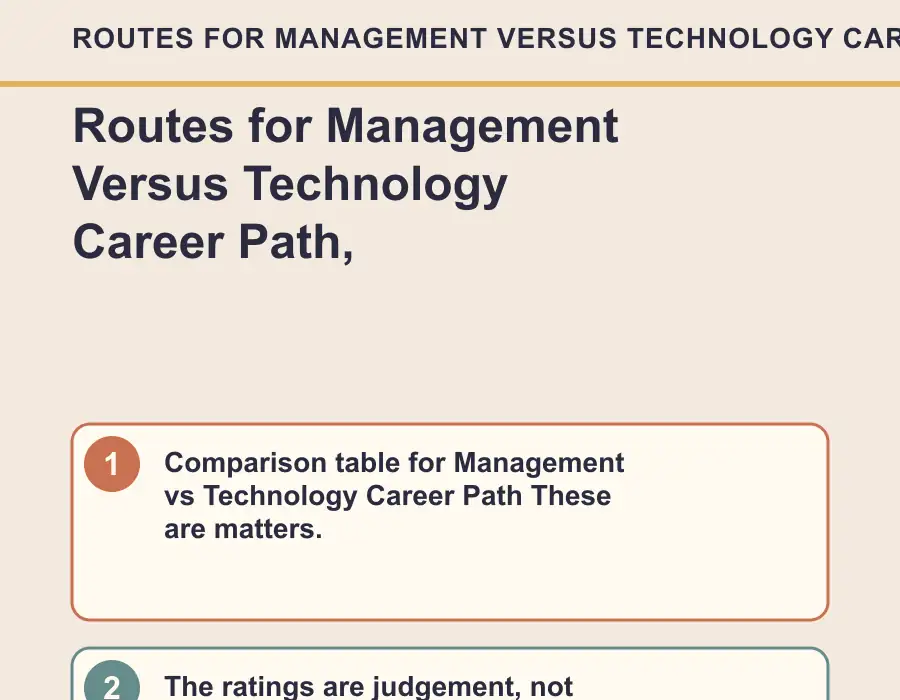 ROUTES FOR MANAGEMENT VERSUS TECHNOLOGY CAR
Routes for Management
Versus Technology
Career Path,
1
Comparison table for Management
vs Technology Career Path These
are matters.
2
The ratings are judgement, not